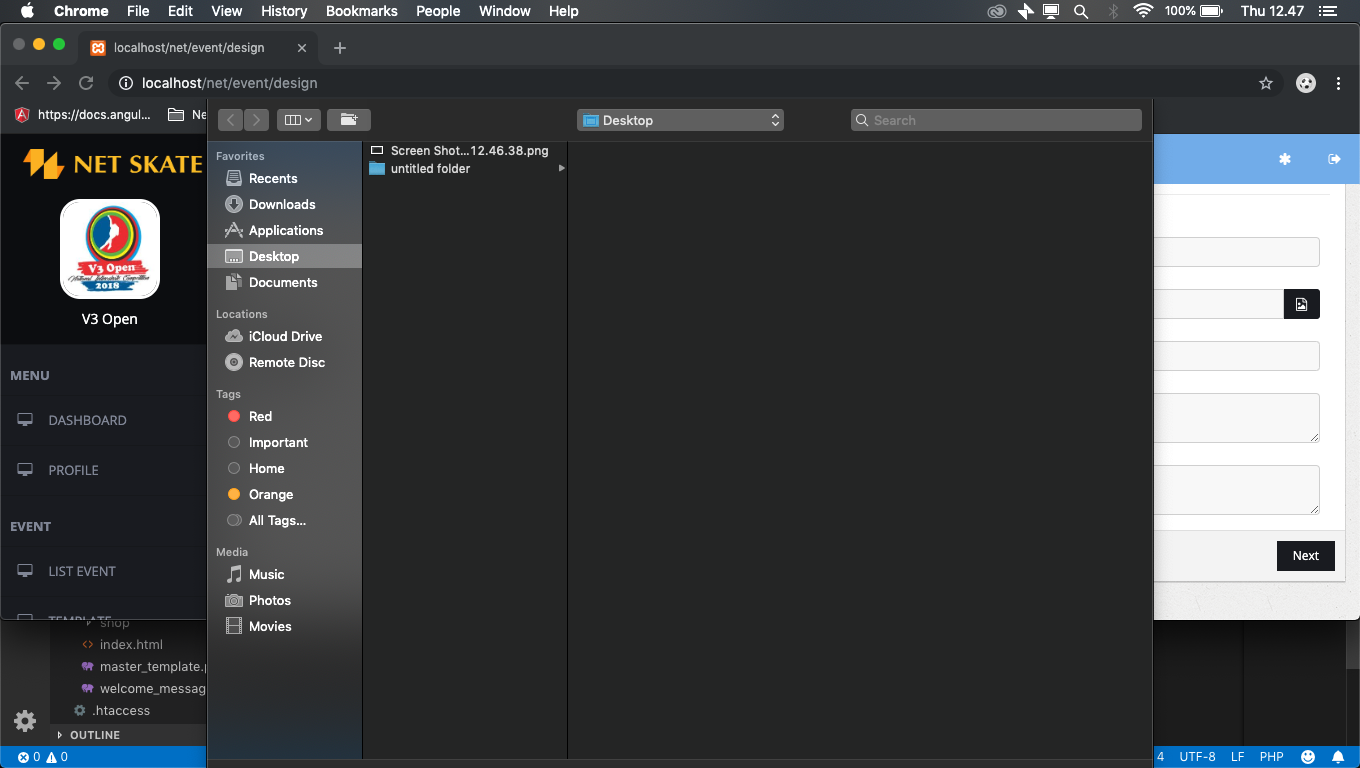 Chrome File Edit View History Bookmarks People Window Help 100% Thu 12.47
localhost/net/event/design
localhost/net/event/design
https://docs.angul... Ne
Desktop Search
NET SKATE
V3 Open
2018
V3 Open
MENU
DASHBOARD
PROFILE
EVENT
LIST EVENT
TEMPLATE
Favorites
Recents
Downloads
Applications
Desktop
Documents
Locations
iCloud Drive
Remote Disc
Tags
Red
Important
Home
Orange
All Tags...
Media
Music
Photos
Movies
Screen Shot...12.46.38.png
untitled folder
Next
shop
index.html
master_template.p
welcome_messag
.htaccess
OUTLINE
0 0 4 UTF-8 LF PHP